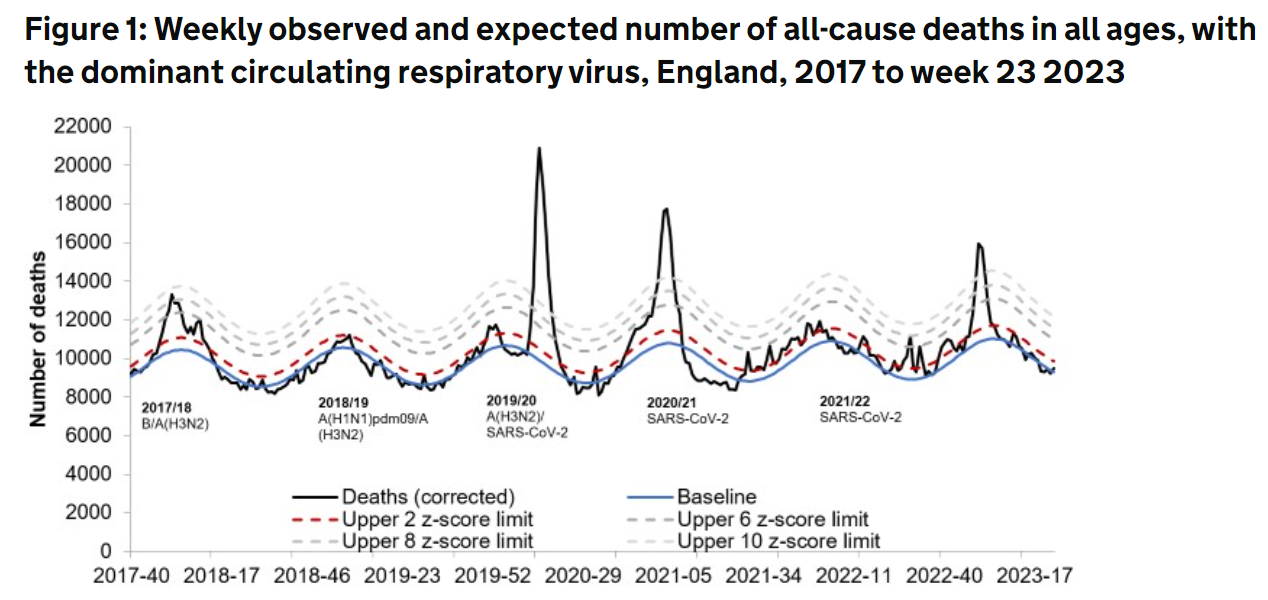 Figure 1: Weekly observed and expected number of all-cause deaths in all ages, with
the dominant circulating respiratory virus, England, 2017 to week 23 2023
22000
20000
18000
16000
14000
12000
10000
8000
6000
4000
2000
0
Number of deaths
2017/18
B/A(H3N2)
2018/19
A(H1N1)pdm09/A
(H3N2)
2019/20
A(H3N2)/
SARS-CoV-2
2020/21
SARS-CoV-2
2021/22
SARS-CoV-2
Deaths (corrected)
Baseline
Upper 2 z-score limit
Upper 6 z-score limit
Upper 8 z-score limit
Upper 10 z-score limit
2017-40 2018-17 2018-46 2019-23 2019-52 2020-29 2021-05 2021-34 2022-11 2022-40 2023-17